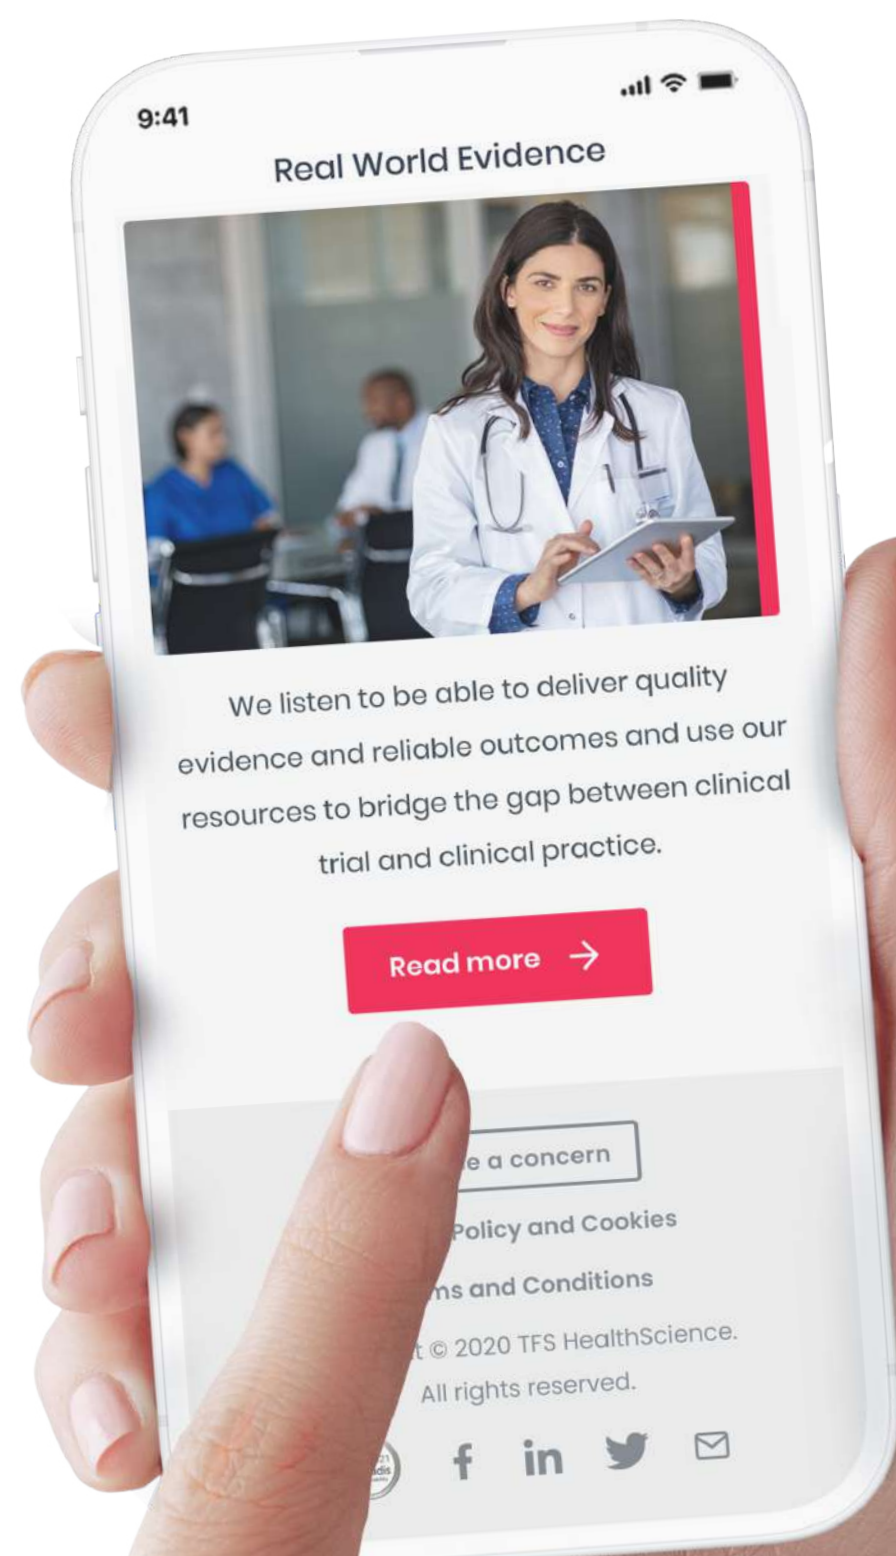 9:41
Real World Evidence
We listen to be able to deliver quality
evidence and reliable outcomes and use our
resources to bridge the gap between clinical
trial and clinical practice.
Read more
a concern
Policy and Cookies
and Conditions
© 2020 TFS HealthScience.
All rights reserved.
f in